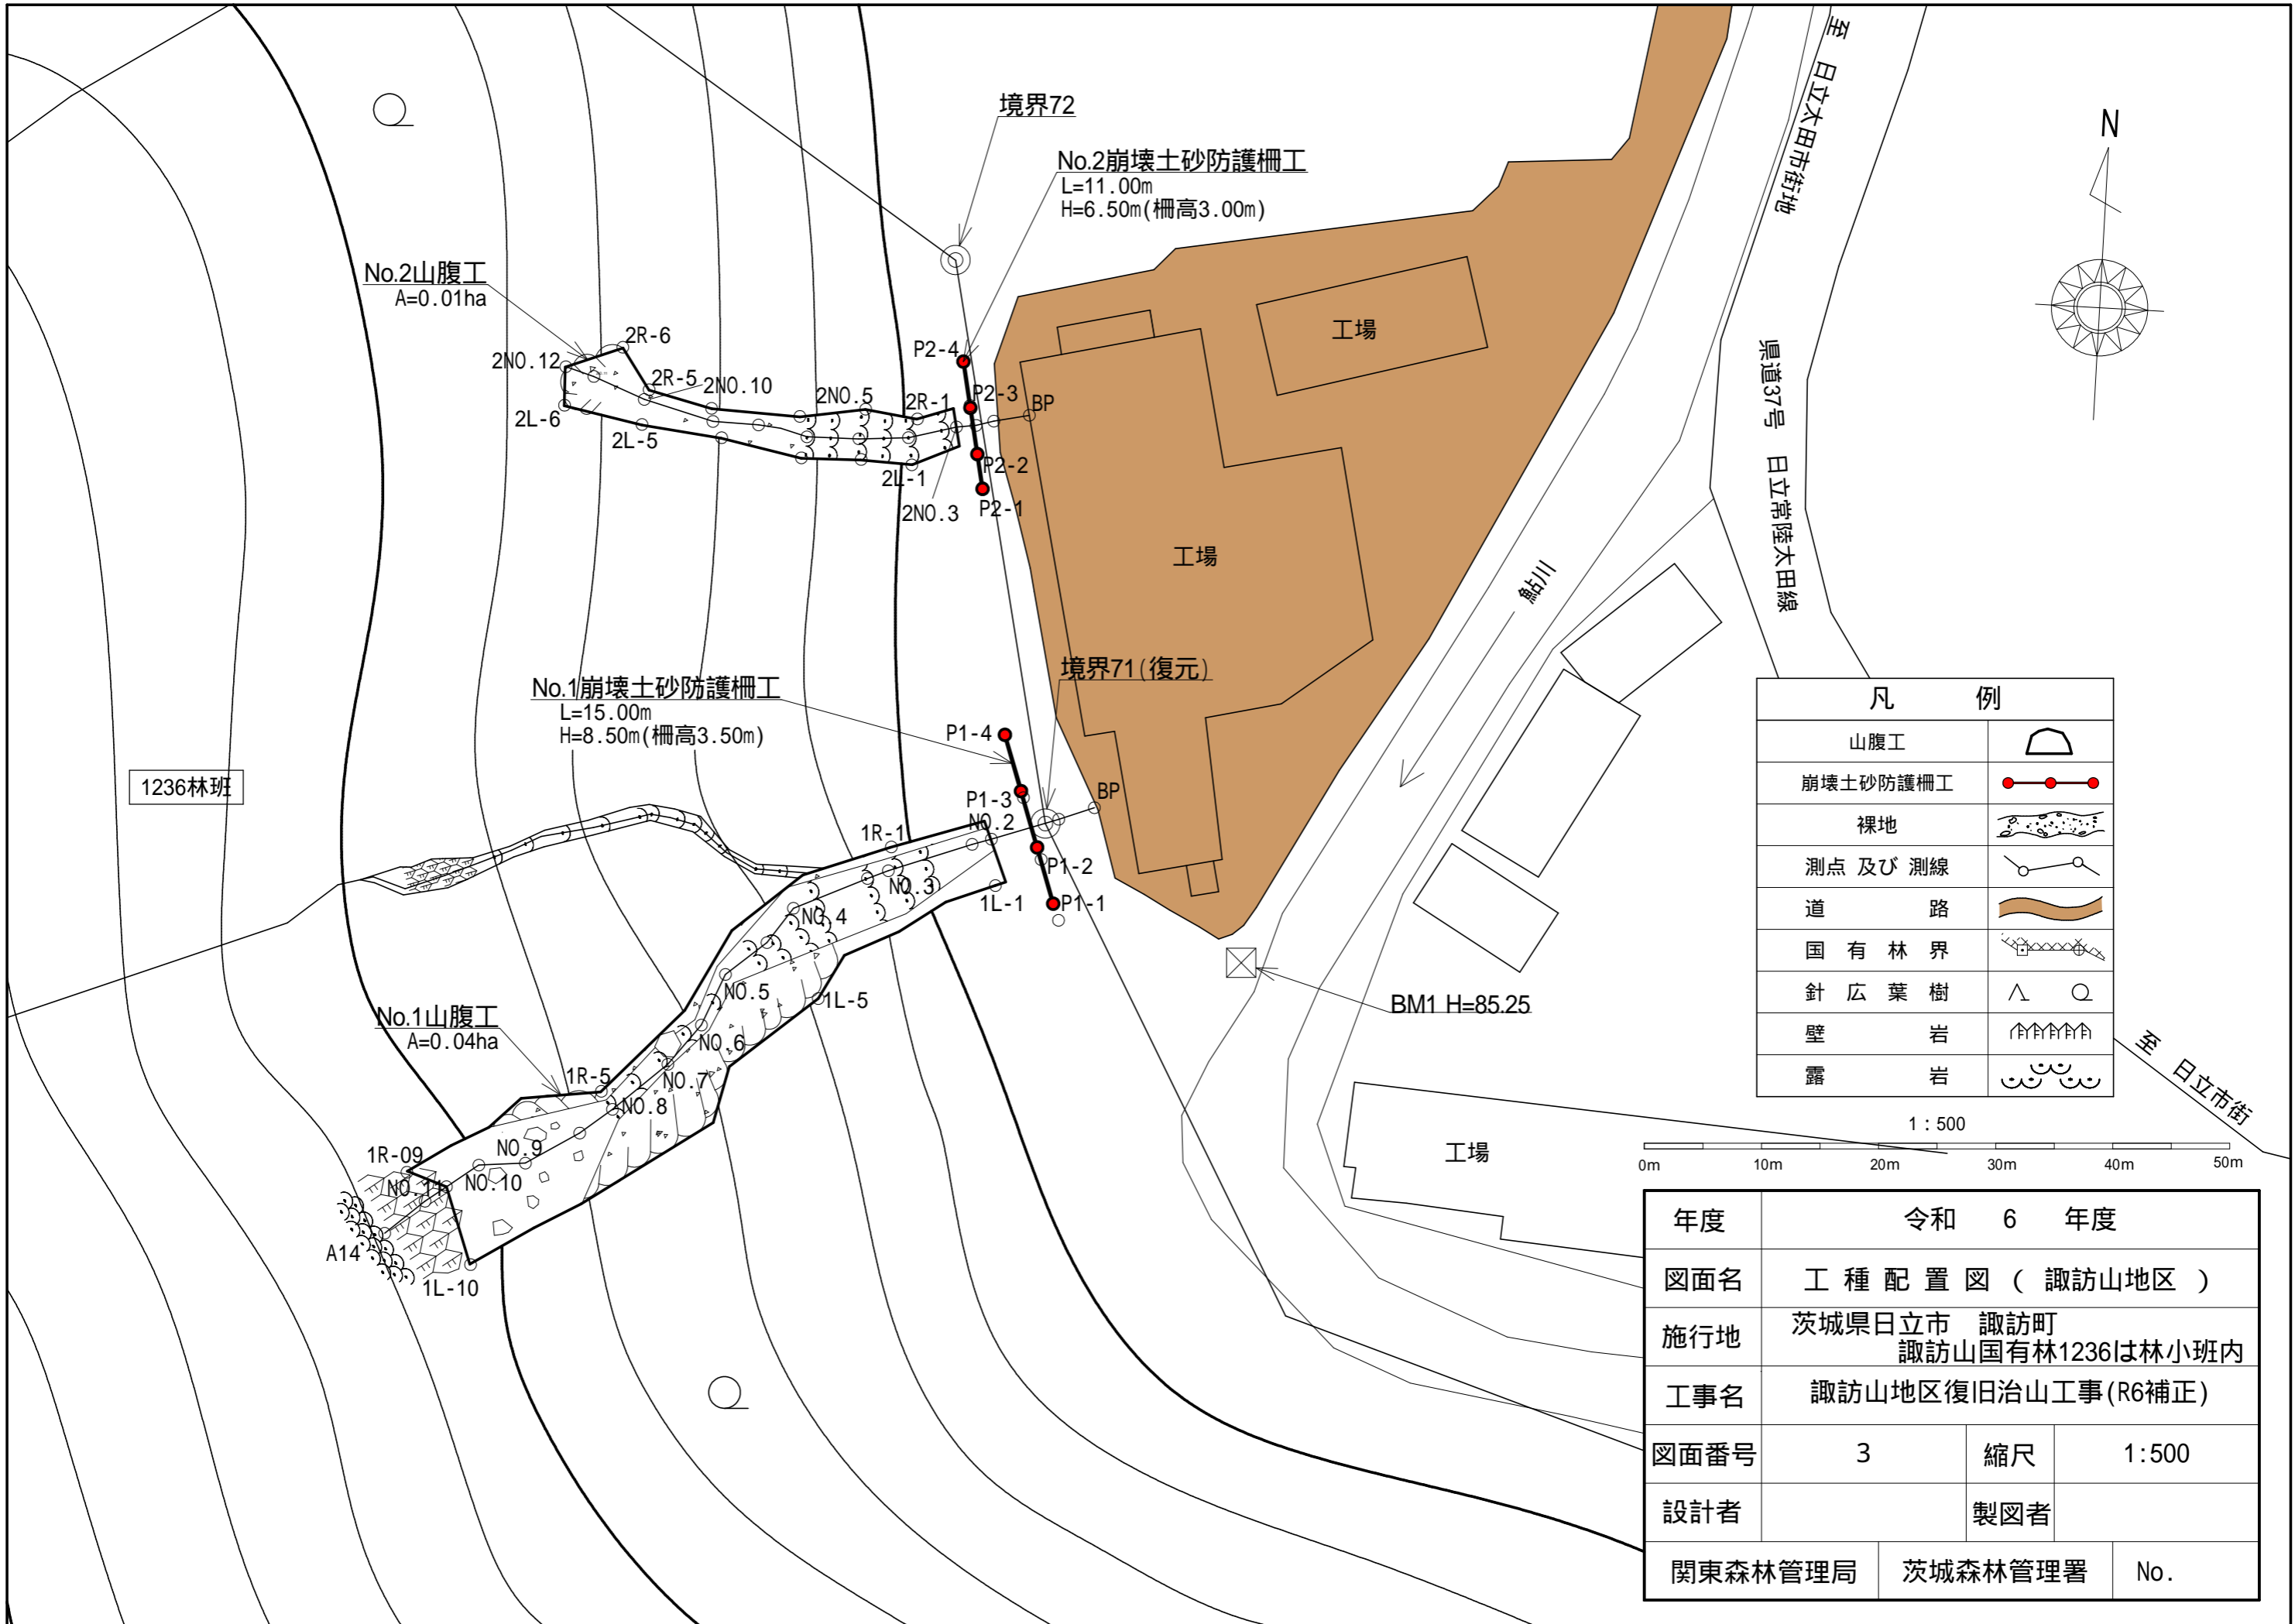 境界72
No.2崩壊土砂防護柵工
L=11.00m
H=6.50m(柵高3.00m)
至 日立太田市街地
N
No.2山腹工
A=0.01ha
2R-6
2NO.12
2R-5
2NO.10
2NO.5
2R-1
P2-4
P2-3
BP
2L-6
2L-5
2L-1
P2-2
P2-1
2NO.3
工場
工場
県道37号 日立常陸太田線
鮎川
境界71(復元)
No.1崩壊土砂防護柵工
L=15.00m
H=8.50m(柵高3.50m)
P1-4
P1-3
BP
1236林班
1R-1
NO.2
P1-2
NO.3
1L-1
P1-1
NO.4
NO.5
1L-5
No.1山腹工
A=0.04ha
NO.6
NO.7
1R-5
NO.8
NO.9
1R-09
NO.10
NO.11
A14
1L-10
BM1 H=85.25
工場
凡 例
山腹工
崩壊土砂防護柵工
裸地
測点 及び 測線
道 路
国 有 林 界
針 広 葉 樹
壁 岩
露 岩
至 日立市街
1:500
0m 10m 20m 30m 40m 50m
年度 令和 6 年度
図面名 工 種 配 置 図 ( 諏訪山地区 )
施行地 茨城県日立市 諏訪町
諏訪山国有林1236は林小班内
工事名 諏訪山地区復旧治山工事(R6補正)
図面番号 3 縮尺 1:500
設計者 製図者
関東森林管理局 茨城森林管理署 No.